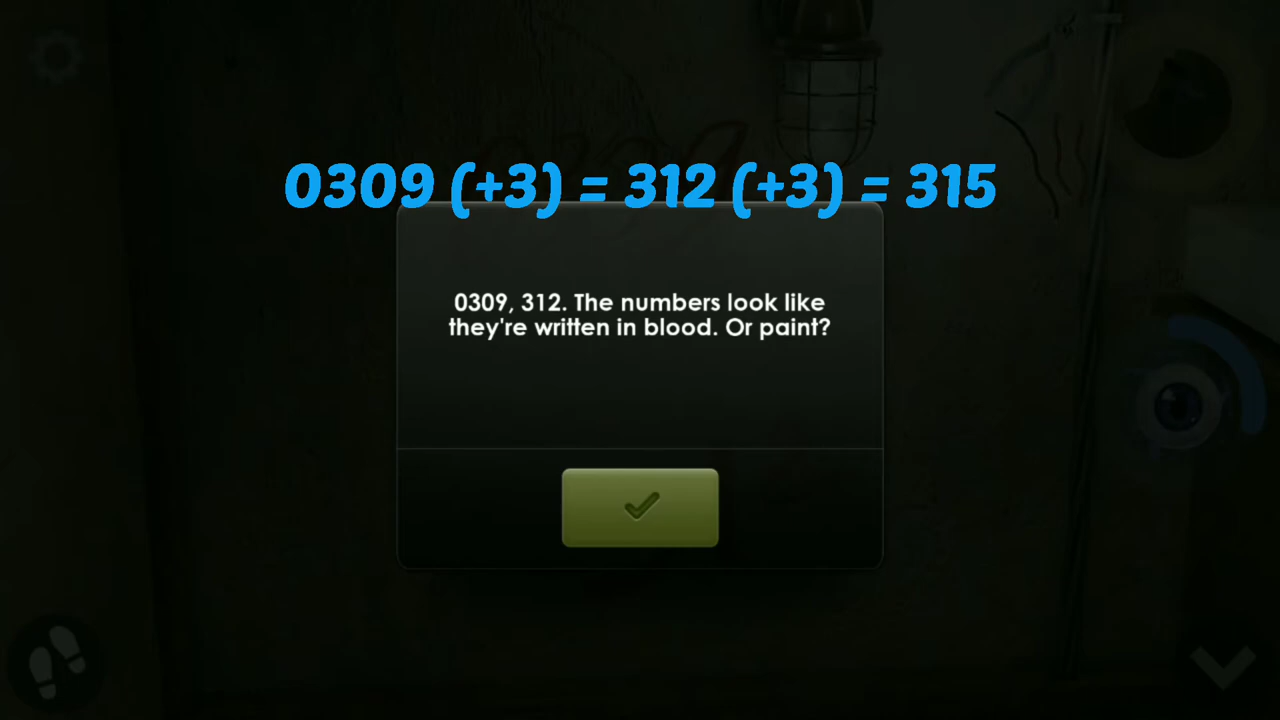 0309 (+3) = 312 (+3) = 315
0309, 312. The numbers look like
they're written in blood. Or paint?